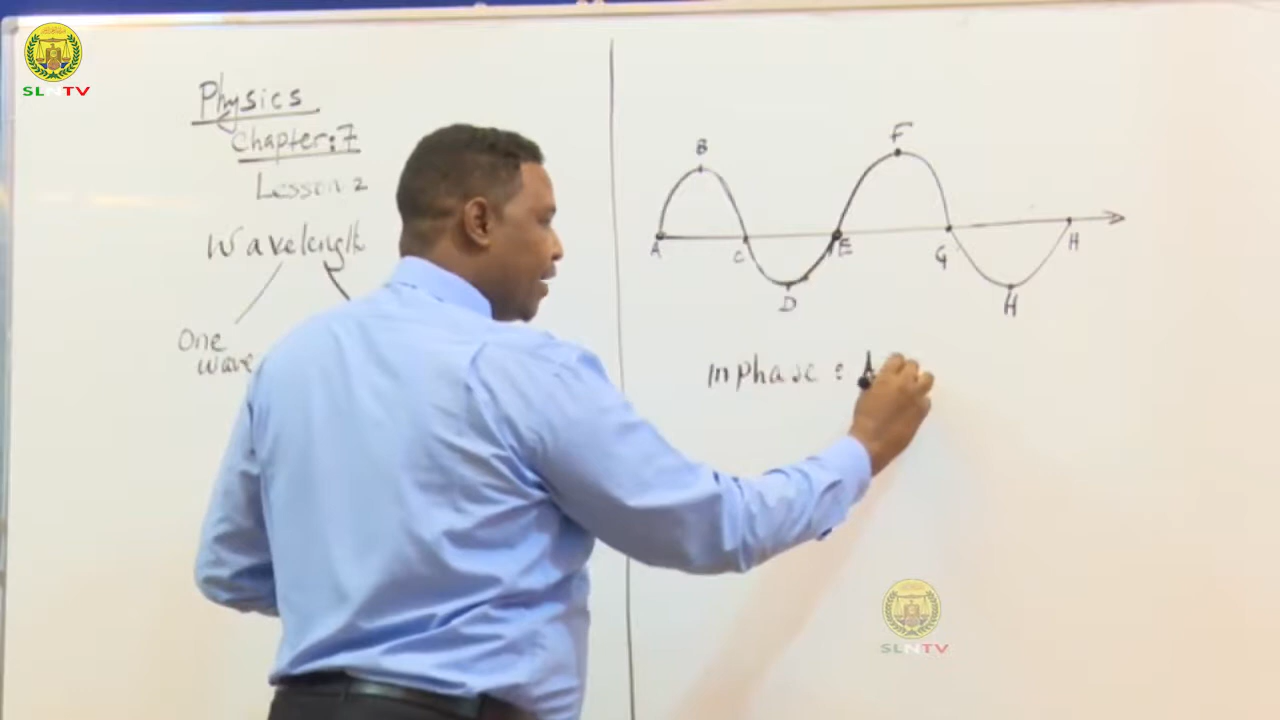 SLNTV
Physics
Chapter:7
Lesson 2
Wavelength
One
wave
B
F
A
C
E
G
H
D
H
Inphase : A
SLNTV